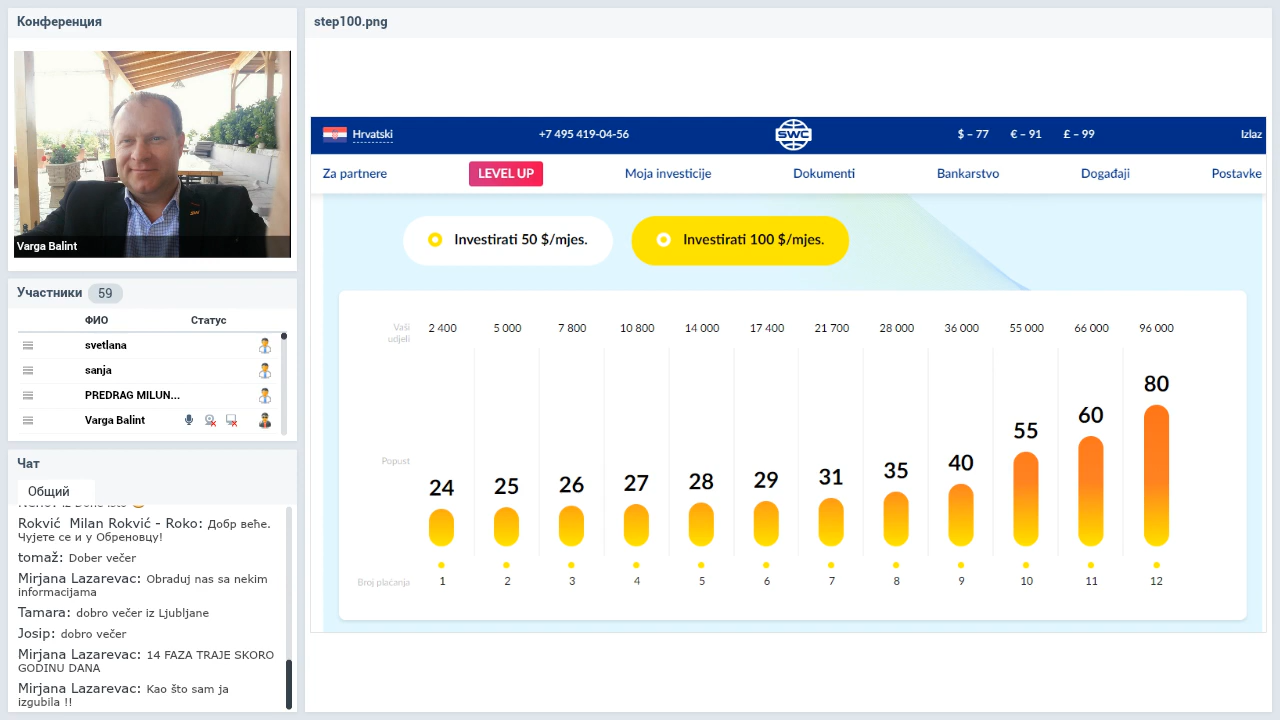 Конференция
Varga Balint
Участники 59
ФИО Статус
svetlana
sanja
PREDRAG MILUN...
Varga Balint
Чат
Общий
Rokvić Milan Rokvić - Roko: Добр веће.
Чујете се и у Обреновцу!
tomaž: Dober večer
Mirjana Lazarevac: Obraduj nas sa nekim
informacijama
Tamara: dobro večer iz Ljubljane
Josip: dobro večer
Mirjana Lazarevac: 14 FAZA TRAJE SKORO
GODINU DANA
Mirjana Lazarevac: Kao što sam ja
izgubila !!
step100.png
Hrvatski +7 495 419-04-56 SWC $ – 77 € – 91 £ – 99 Izlaz
Za partnere LEVEL UP Moja investicije Dokumenti Bankarstvo Događaji Postavke
Investirati 50 $/mjes. Investirati 100 $/mjes.
Vaši
udjeli
2 400 5 000 7 800 10 800 14 000 17 400 21 700 28 000 36 000 55 000 66 000 96 000
Popust
24 25 26 27 28 29 31 35 40 55 60 80
Broj plaćanja 1 2 3 4 5 6 7 8 9 10 11 12